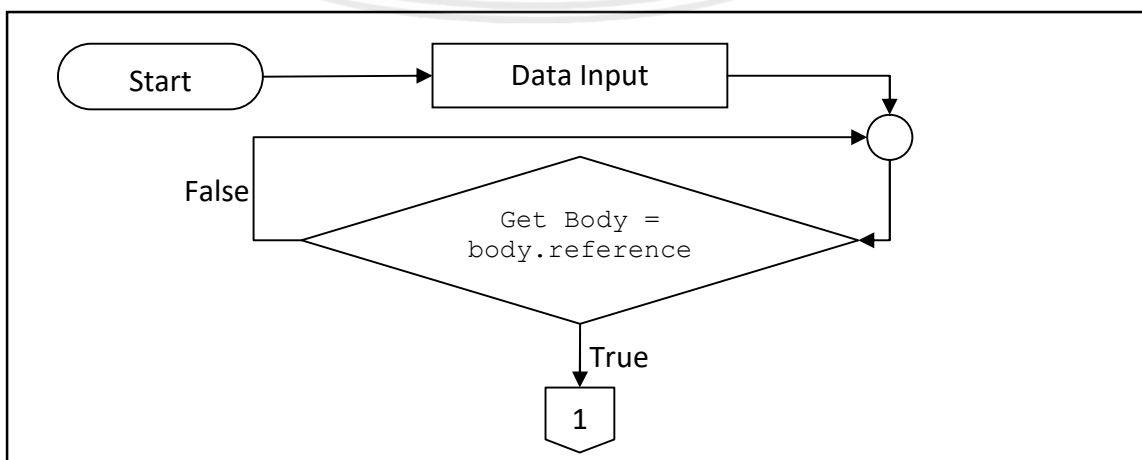 Start
Data Input
False
Get Body =
body.reference
True
1